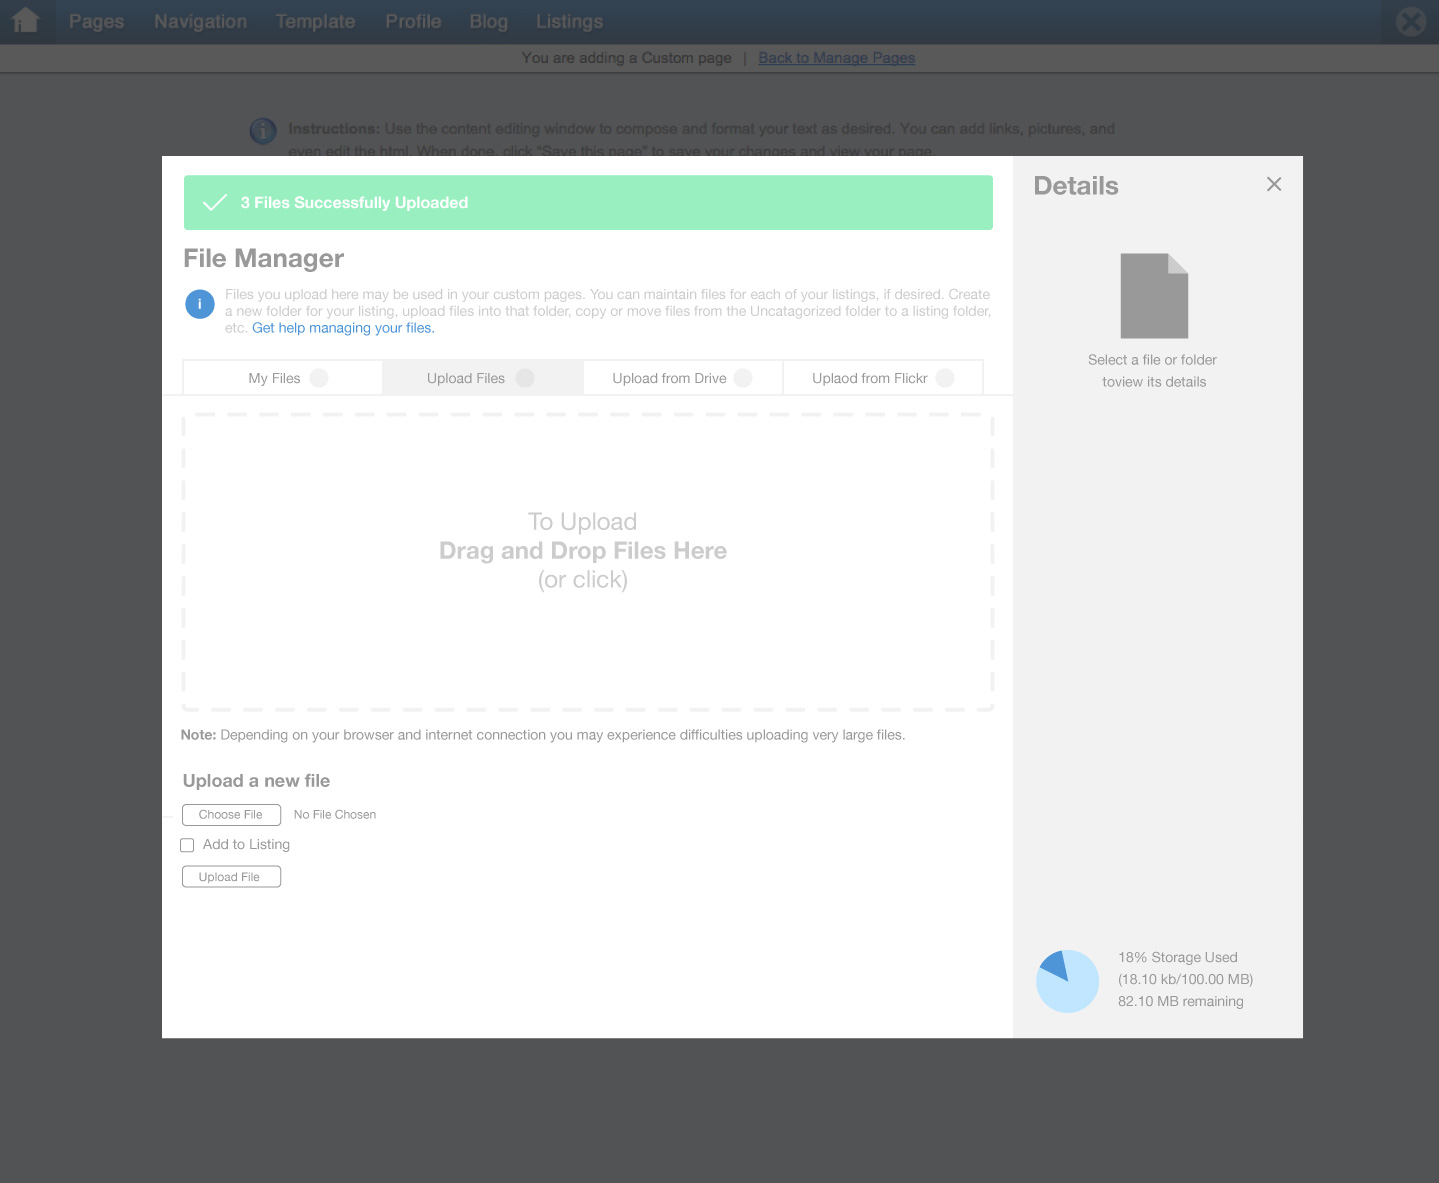 Pages Navigation Template Profile Blog Listings
You are adding a Custom page | Back to Manage Pages
Instructions: Use the content editing window to compose and format your text as desired. You can add links, pictures, and
even edit the html. When done, click "Save this page" to save your changes and view your page.
3 Files Successfully Uploaded
File Manager
Files you upload here may be used in your custom pages. You can maintain files for each of your listings, if desired. Create
a new folder for your listing, upload files into that folder, copy or move files from the Uncatagorized folder to a listing folder,
etc. Get help managing your files.
My Files Upload Files Upload from Drive Uplaod from Flickr
To Upload
Drag and Drop Files Here
(or click)
Note: Depending on your browser and internet connection you may experience difficulties uploading very large files.
Upload a new file
Choose File No File Chosen
Add to Listing
Upload File
Details
Select a file or folder
toview its details
18% Storage Used
(18.10 kb/100.00 MB)
82.10 MB remaining